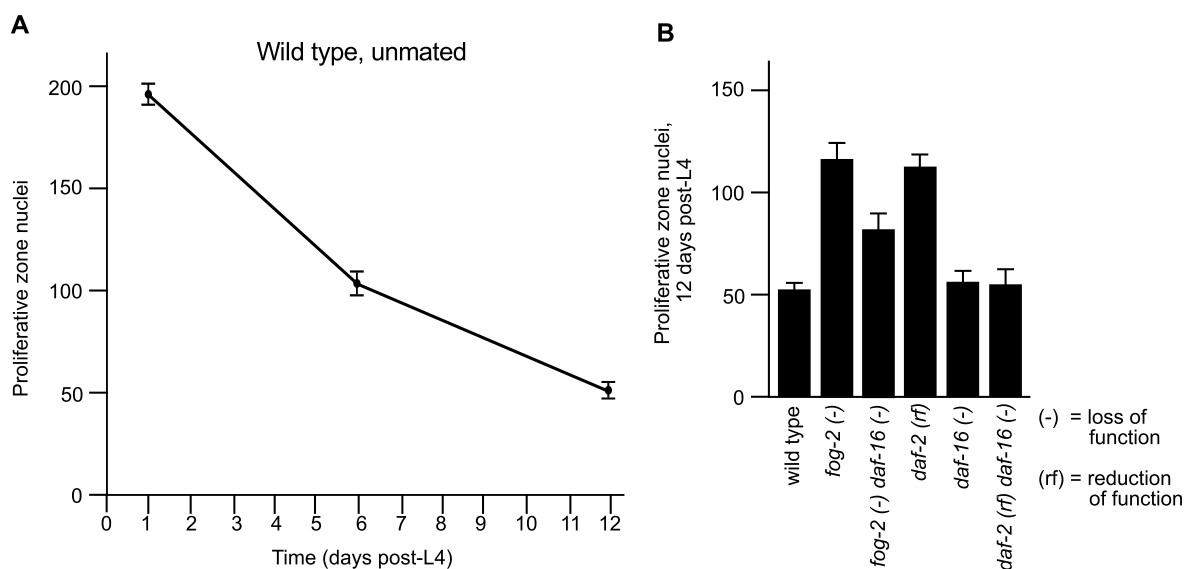 A
Wild type, unmated
Proliferative zone nuclei
200
150
100
50
0
0 1 2 3 4 5 6 7 8 9 10 11 12
Time (days post-L4)
B
Proliferative zone nuclei,
12 days post-L4
150
100
50
0
wild type
fog-2 (-)
fog-2 (-) daf-16 (-)
daf-2 (rf)
daf-16 (-)
daf-2 (rf) daf-16 (-)
(-) = loss of
function
(rf) = reduction
of function